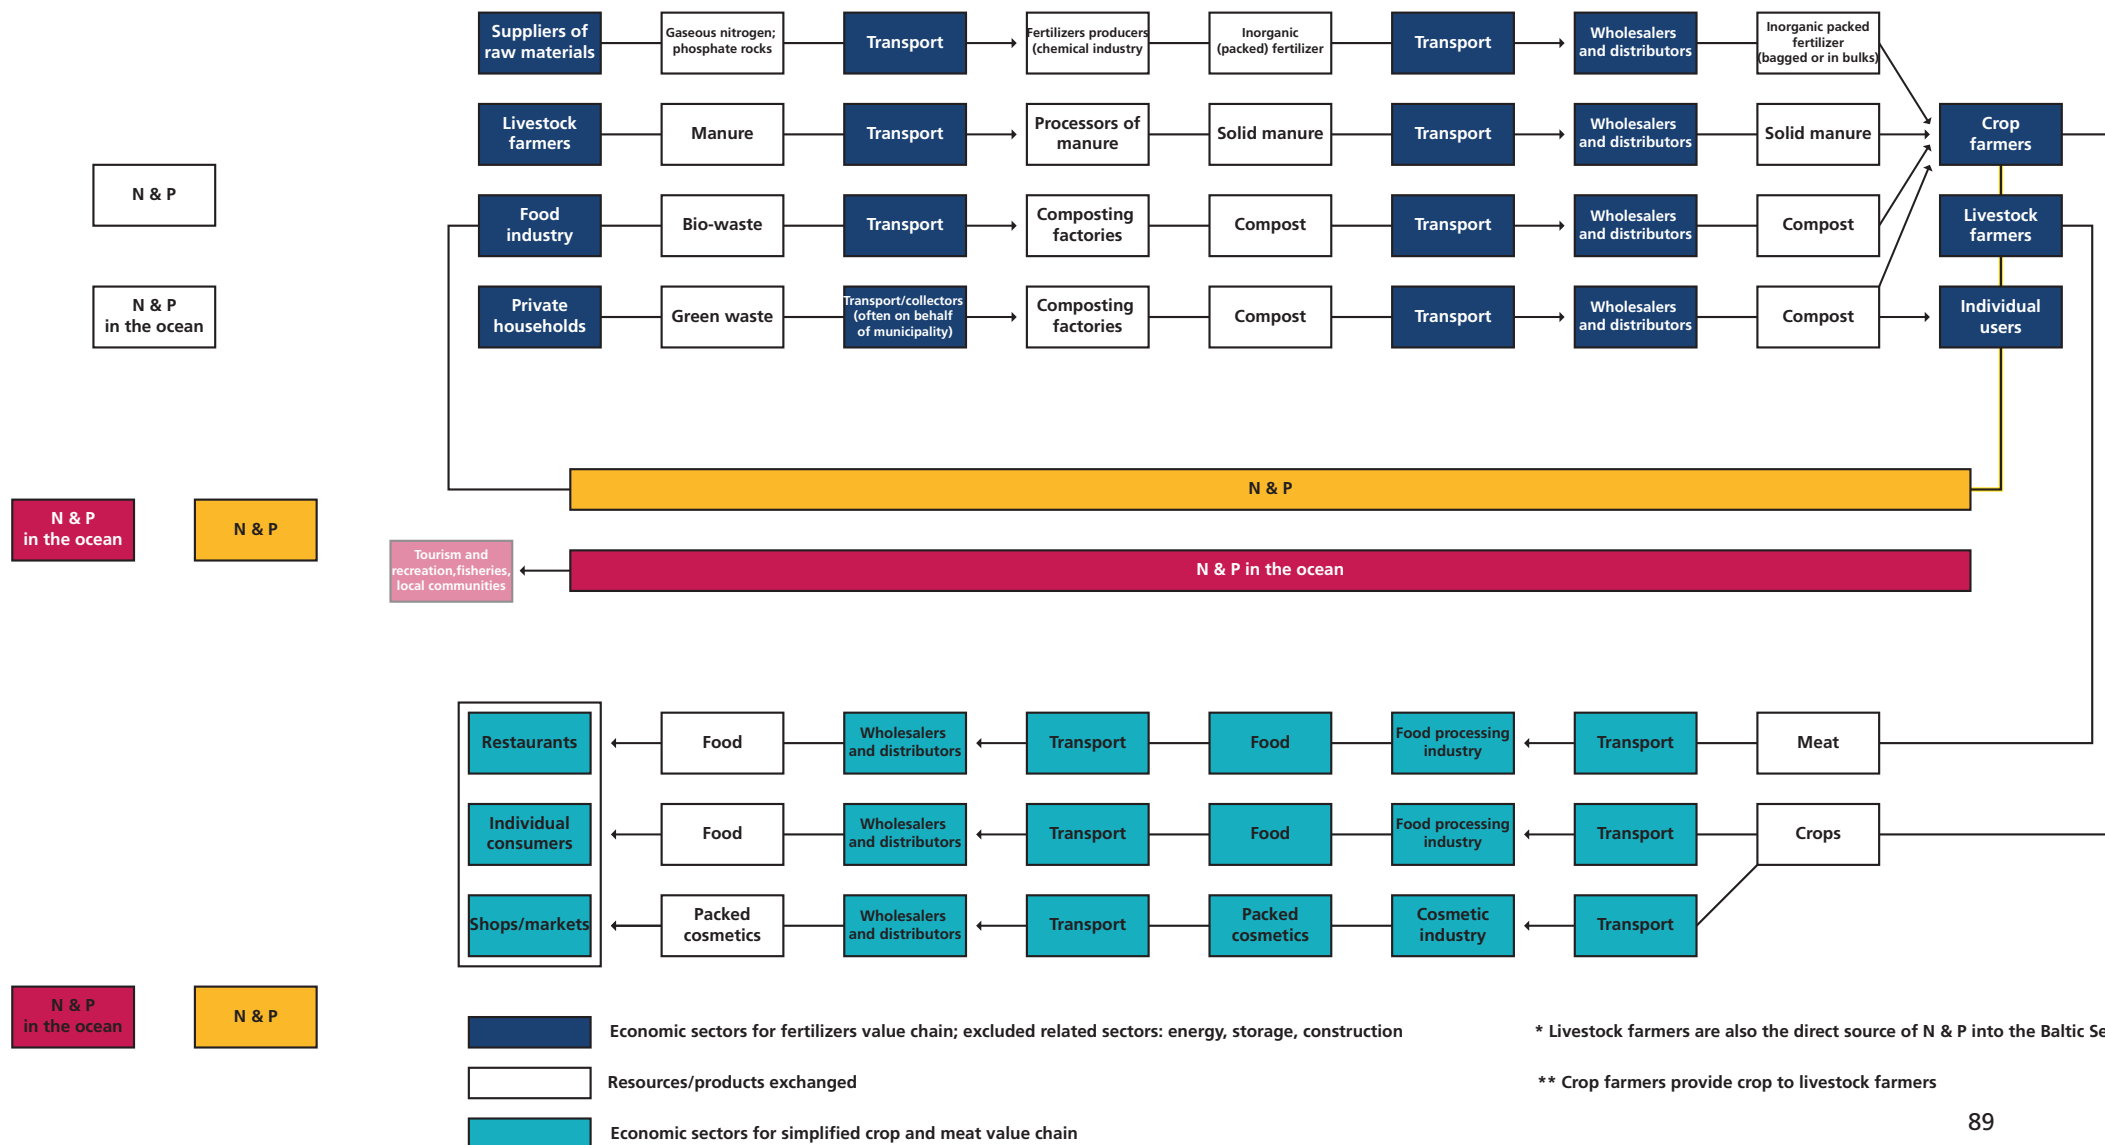 Suppliers of
raw materials
Gaseous nitrogen;
phosphate rocks
Transport
Fertilizers producers
(chemical industry
Inorganic
(packed) fertilizer
Transport
Wholesalers
and distributors
Inorganic packed
fertilizer
(bagged or in bulks)
Livestock
farmers
Manure
Transport
Processors of
manure
Solid manure
Transport
Wholesalers
and distributors
Solid manure
Crop
farmers
N & P
Food
industry
Bio-waste
Transport
Composting
factories
Compost
Transport
Wholesalers
and distributors
Compost
Livestock
farmers
N & P
in the ocean
Private
households
Green waste
Transport/collectors
(often on behalf
of municipality)
Composting
factories
Compost
Transport
Wholesalers
and distributors
Compost
Individual
users
N & P
N & P
in the ocean
N & P
Tourism and
recreation,fisheries,
local communities
N & P in the ocean
Restaurants
Food
Wholesalers
and distributors
Transport
Food
Food processing
industry
Transport
Meat
Individual
consumers
Food
Wholesalers
and distributors
Transport
Food
Food processing
industry
Transport
Crops
Shops/markets
Packed
cosmetics
Wholesalers
and distributors
Transport
Packed
cosmetics
Cosmetic
industry
Transport
N & P
in the ocean
N & P
Economic sectors for fertilizers value chain; excluded related sectors: energy, storage, construction
* Livestock farmers are also the direct source of N & P into the Baltic Se
Resources/products exchanged
** Crop farmers provide crop to livestock farmers
Economic sectors for simplified crop and meat value chain
89